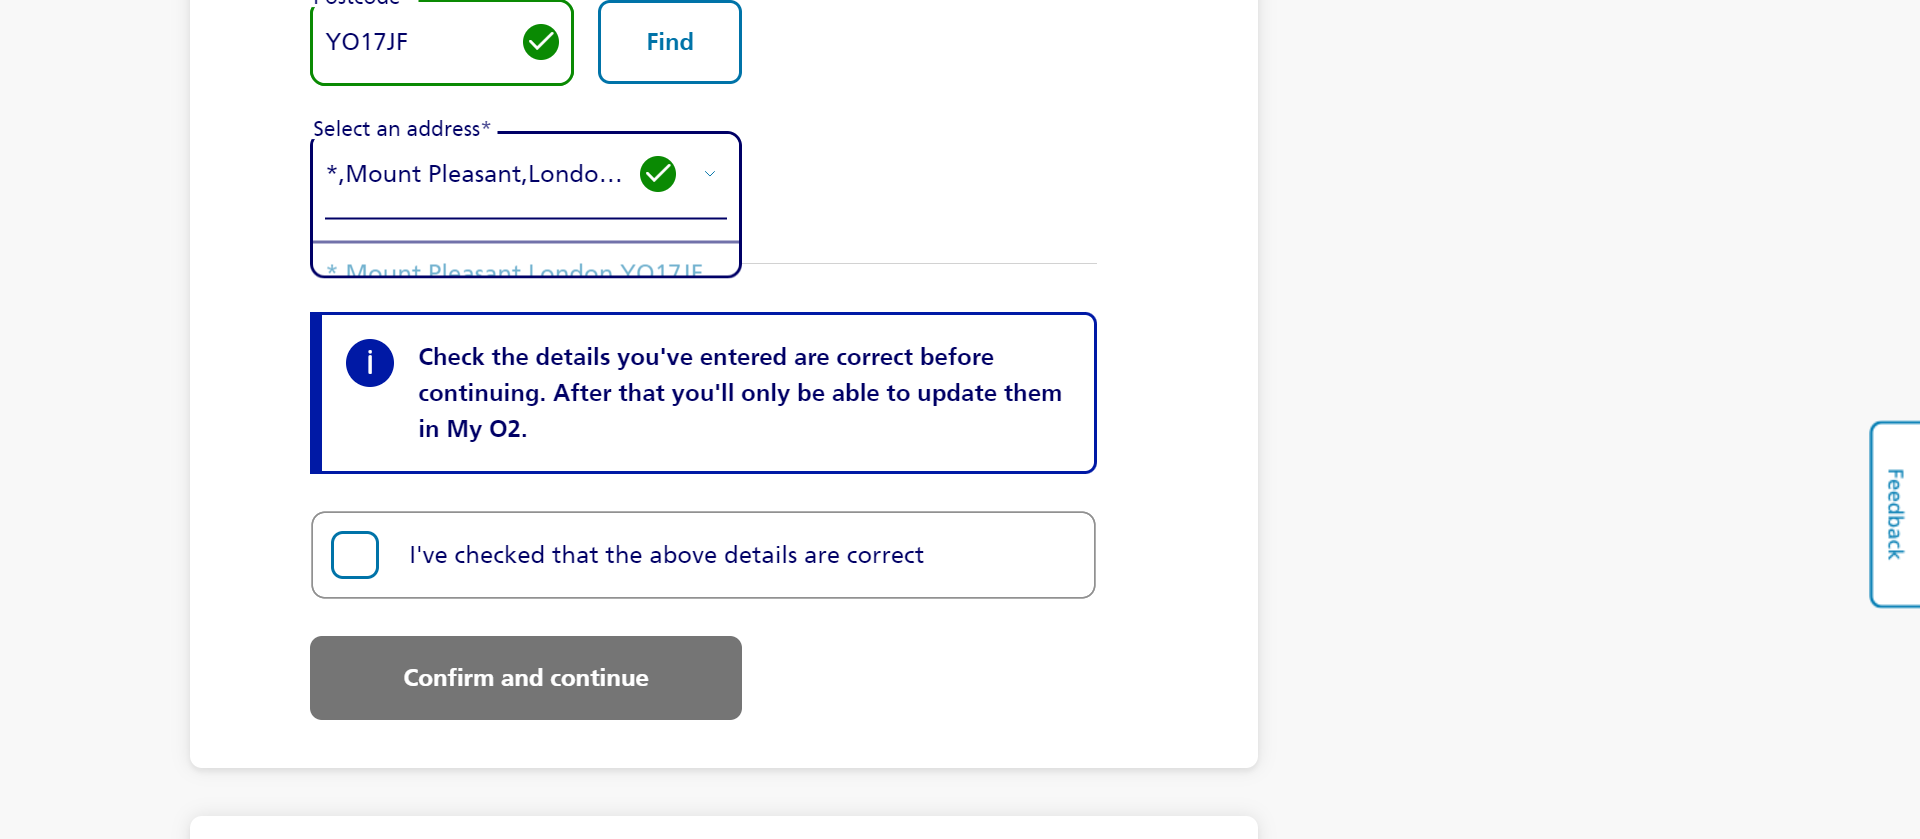 Postcode
YO17JF
Find
Select an address*
*,Mount Pleasant,Londo...
* Mount Pleasant London YO17JF
Check the details you've entered are correct before
continuing. After that you'll only be able to update them
in My O2.
I've checked that the above details are correct
Confirm and continue
Feedback